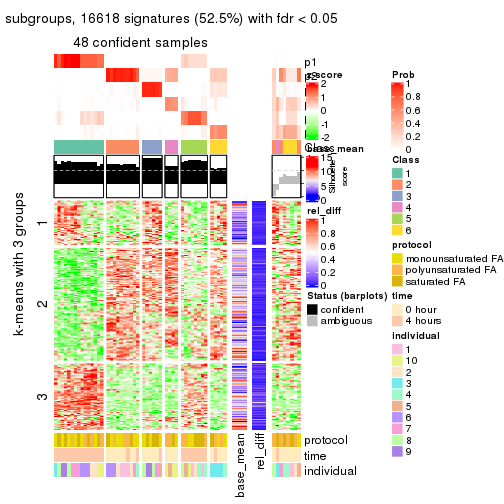 subgroups, 16618 signatures (52.5%) with fdr < 0.05
48 confident samples
p1
p2
Class
Silhouette
score
k-means with 3 groups
1
2
3
protocol
time
individual
base_mean
rel_diff
z-score
2
1
0
-1
-2
base_mean
15
10
5
0
rel_diff
1
0.8
0.6
0.4
0.2
0
Status (barplots)
confident
ambiguous
Prob
1
0.8
0.6
0.4
0.2
0
Class
1
2
3
4
5
6
protocol
monounsaturated FA
polyunsaturated FA
saturated FA
time
0 hour
4 hours
individual
1
10
2
3
4
5
6
7
8
9